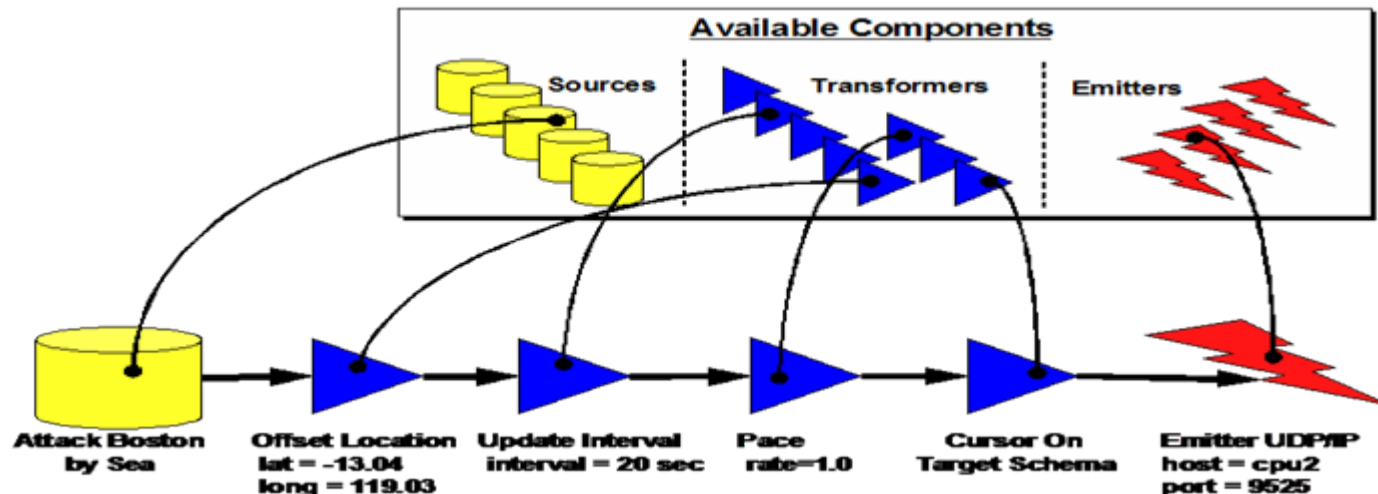 Available Components
Sources
Transformers
Emitters
Attack Boston
by Sea
Offset Location
lat = -13.04
long = 119.03
Update Interval
interval = 20 sec
Pace
rate=1.0
Cursor On
Target Schema
Emitter UDP/IP
host = cpu2
port = 9525